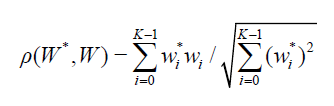 ρ(W*,W) − ∑_{i=0}^{K−1} w_i^* w_i / √(∑_{i=0}^{K−1} (w_i^*)²)